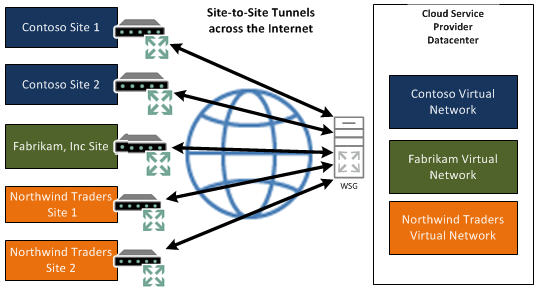 Site-to-Site Tunnels
across the Internet
Contoso Site 1
Contoso Site 2
Fabrikam, Inc Site
Northwind Traders
Site 1
Northwind Traders
Site 2
WSG
Cloud Service
Provider
Datacenter
Contoso Virtual
Network
Fabrikam Virtual
Network
Northwind Traders
Virtual Network